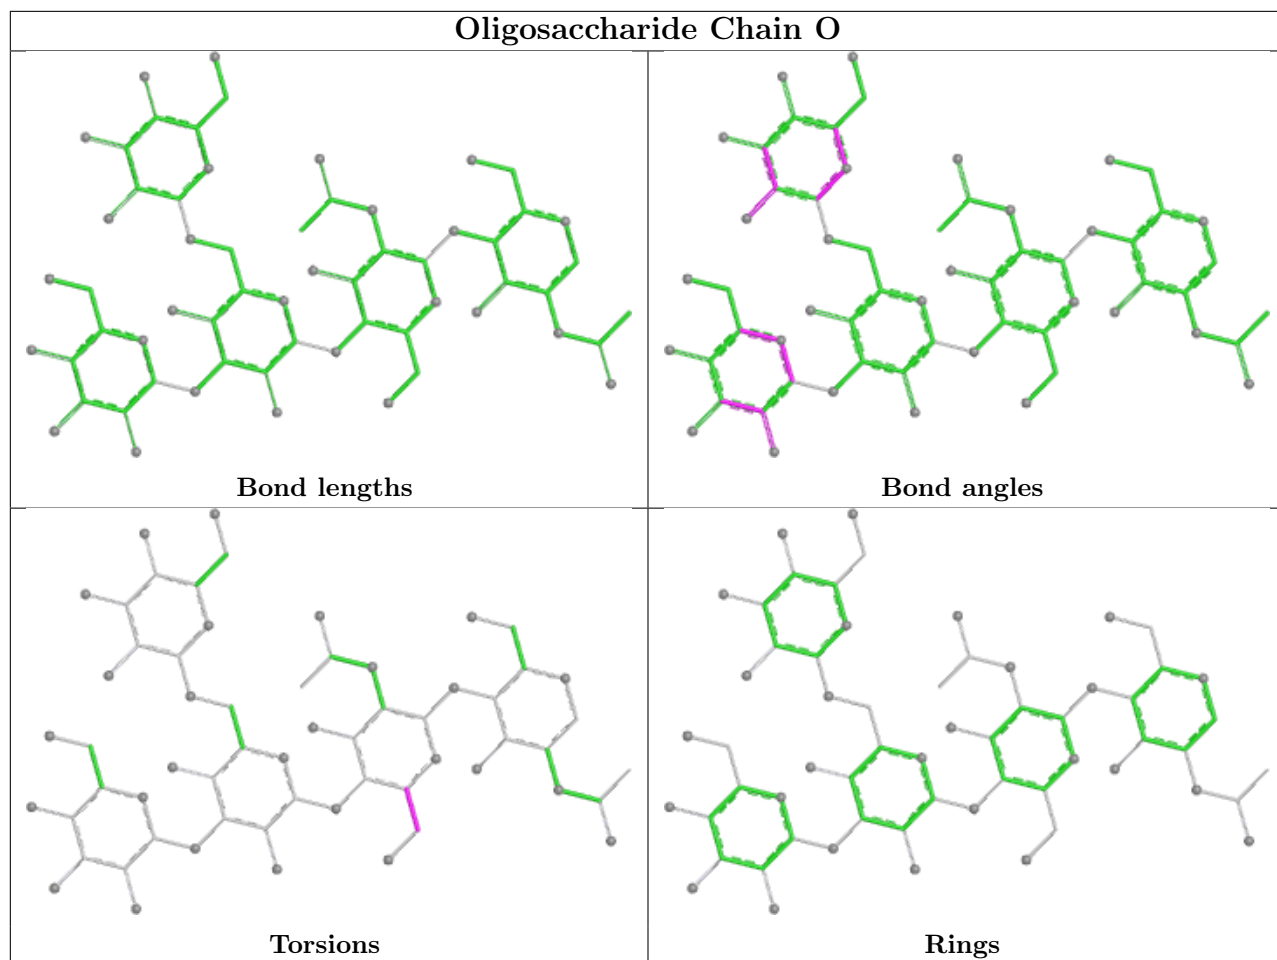 Oligosaccharide Chain O
Bond lengths
Bond angles
Torsions
Rings